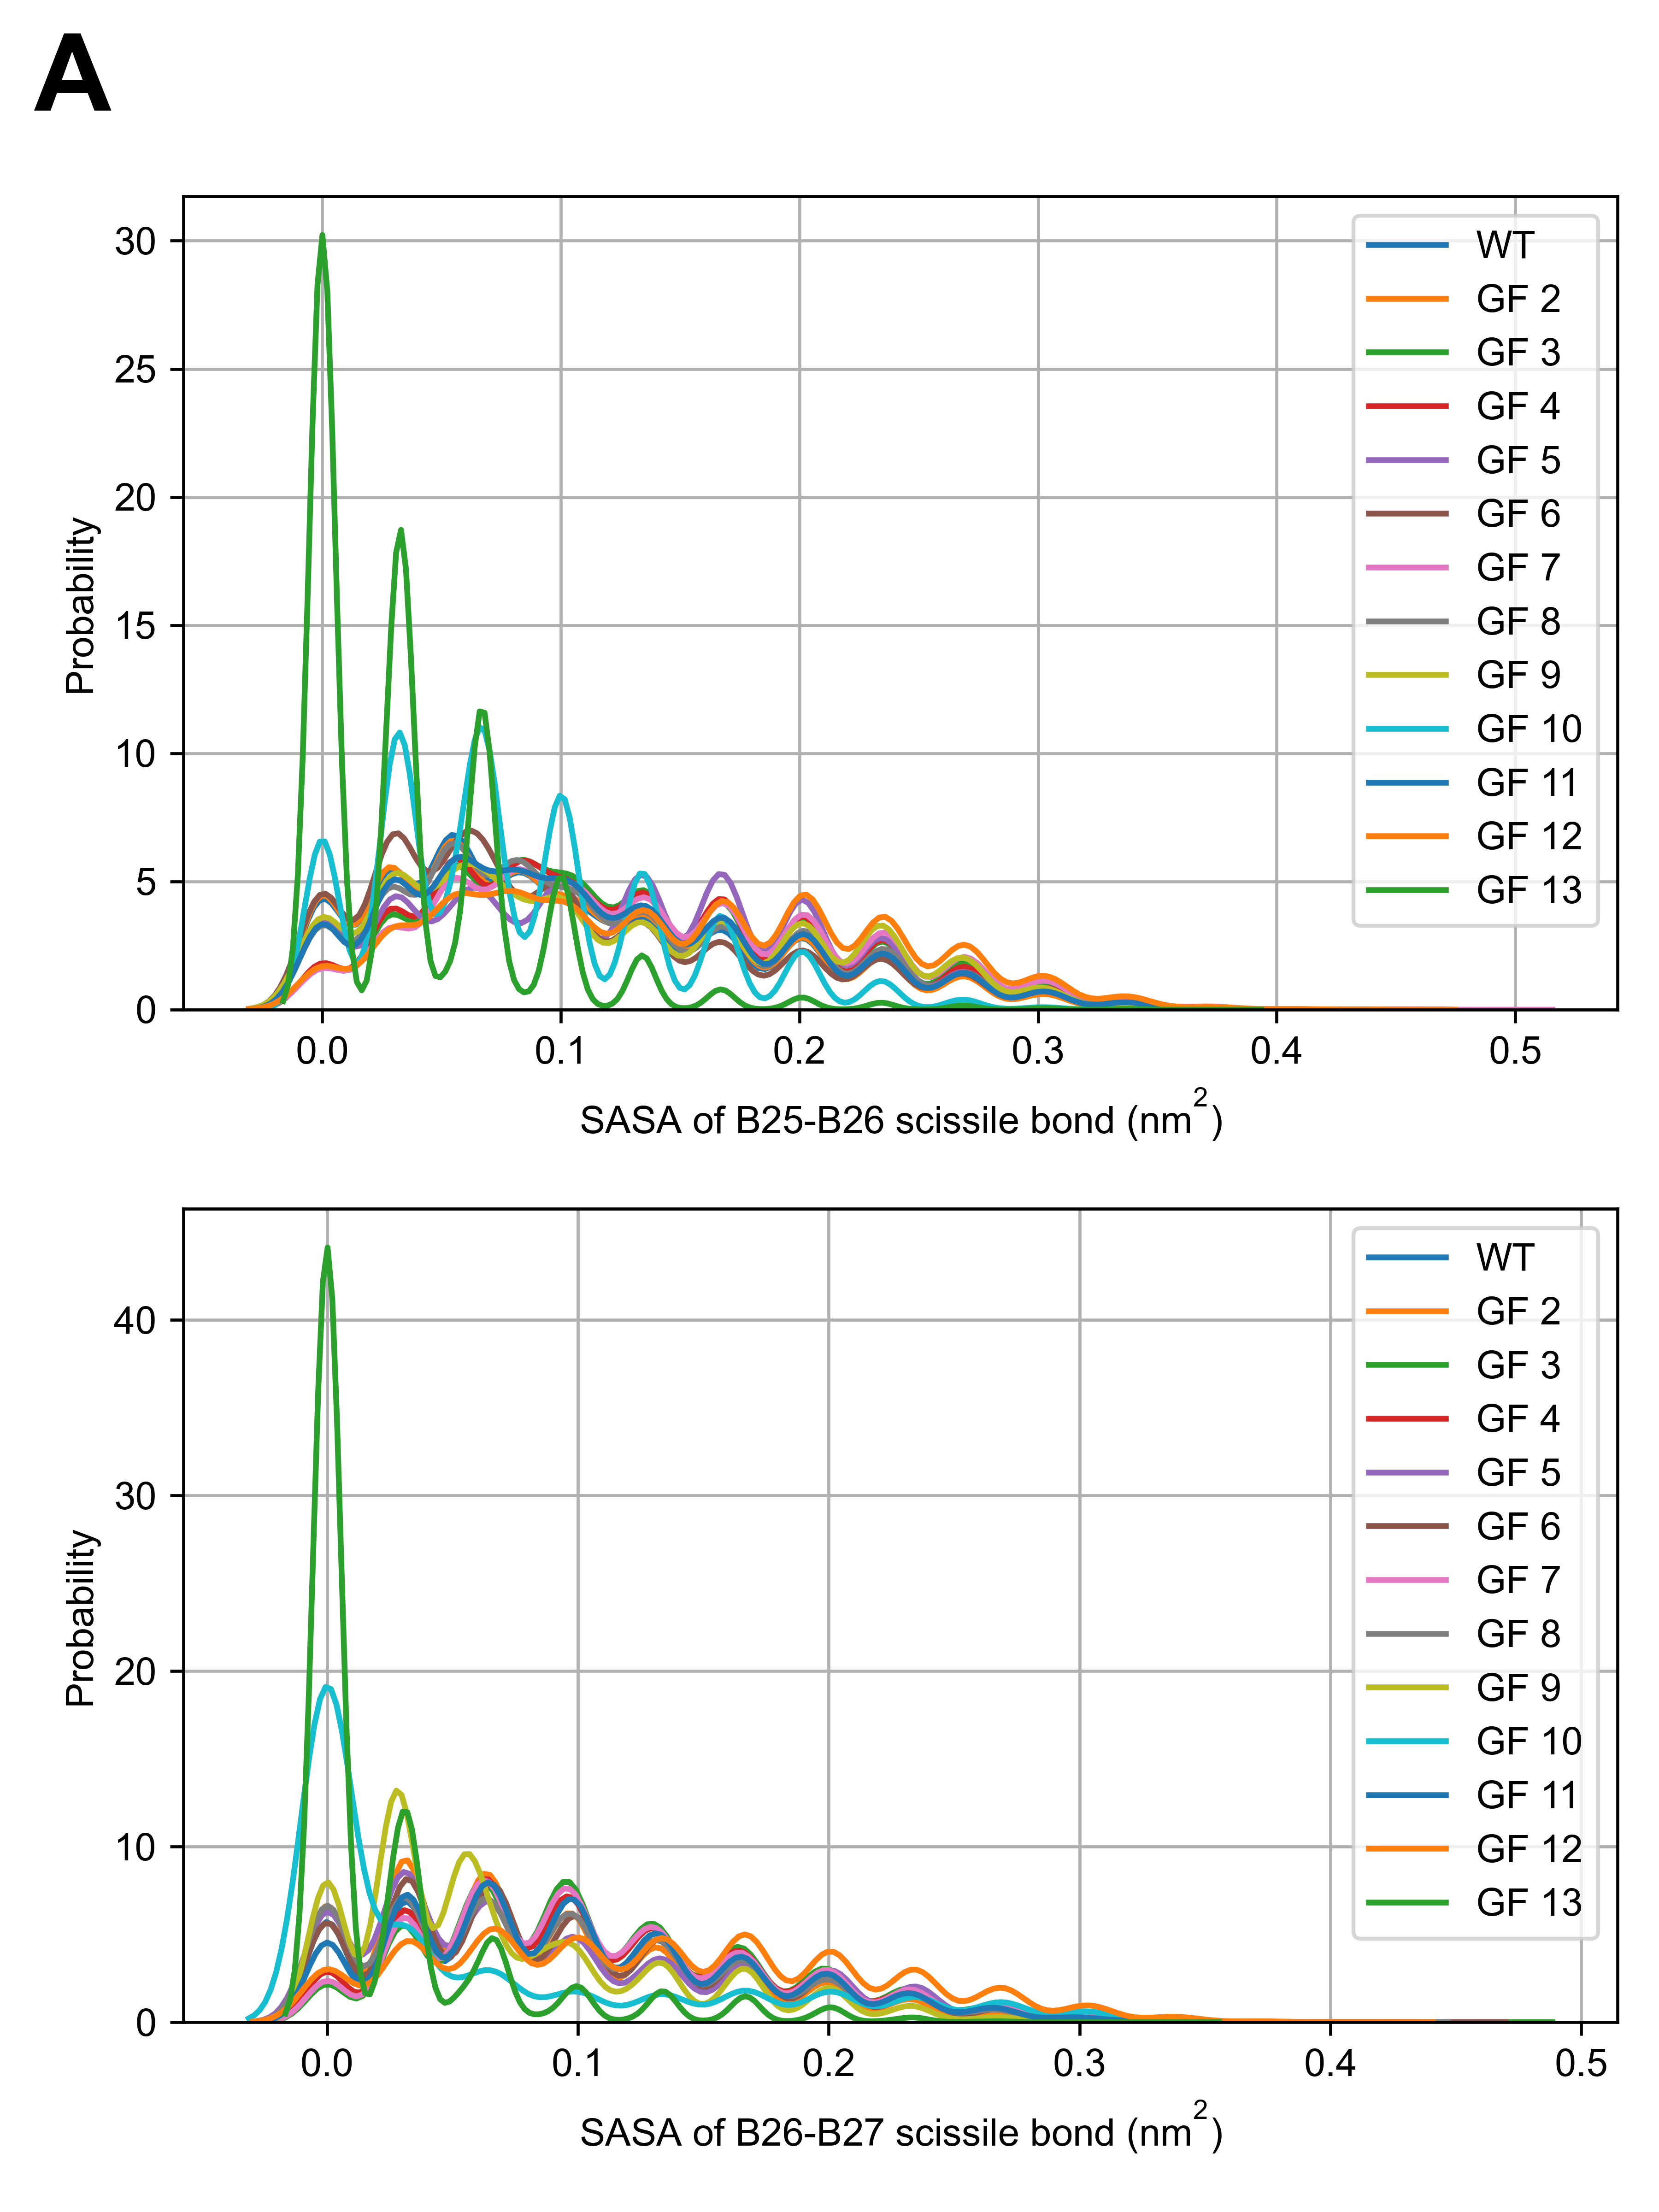 A
30
25
20
15
10
5
0
Probability
0.0 0.1 0.2 0.3 0.4 0.5
SASA of B25-B26 scissile bond (nm²)
WT
GF 2
GF 3
GF 4
GF 5
GF 6
GF 7
GF 8
GF 9
GF 10
GF 11
GF 12
GF 13
40
30
20
10
0
Probability
0.0 0.1 0.2 0.3 0.4 0.5
SASA of B26-B27 scissile bond (nm²)
WT
GF 2
GF 3
GF 4
GF 5
GF 6
GF 7
GF 8
GF 9
GF 10
GF 11
GF 12
GF 13